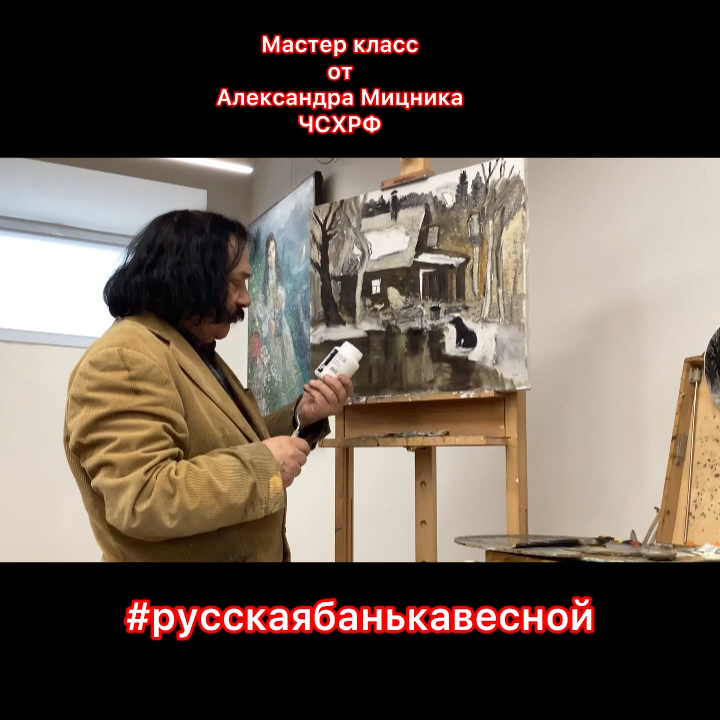 Мастер класс
от
Александра Мицника
ЧСХРФ
#русскаябанькавесной